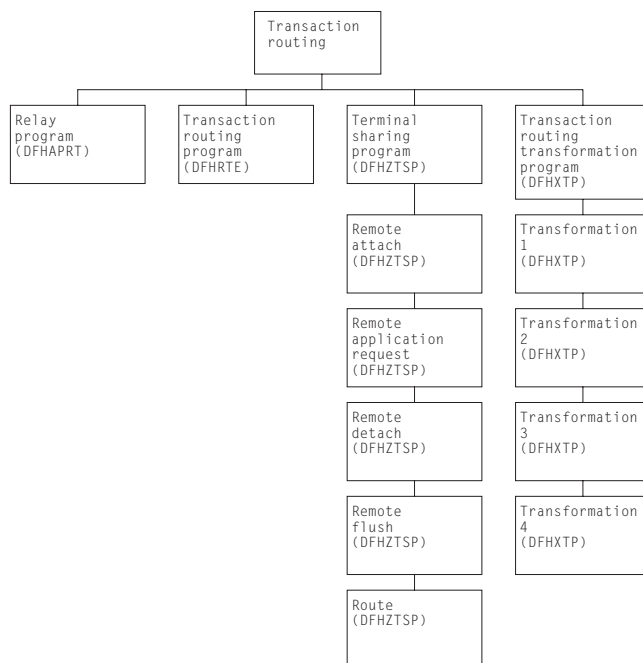 Transaction
routing
Relay
program
(DFHAPRT)
Transaction
routing
program
(DFHRTE)
Terminal
sharing
program
(DFHZTSP)
Transaction
routing
transformation
program
(DFHXTP)
Remote
attach
(DFHZTSP)
Transformation
1
(DFHXTP)
Remote
application
request
(DFHZTSP)
Transformation
2
(DFHXTP)
Remote
detach
(DFHZTSP)
Transformation
3
(DFHXTP)
Remote
flush
(DFHZTSP)
Transformation
4
(DFHXTP)
Route
(DFHZTSP)